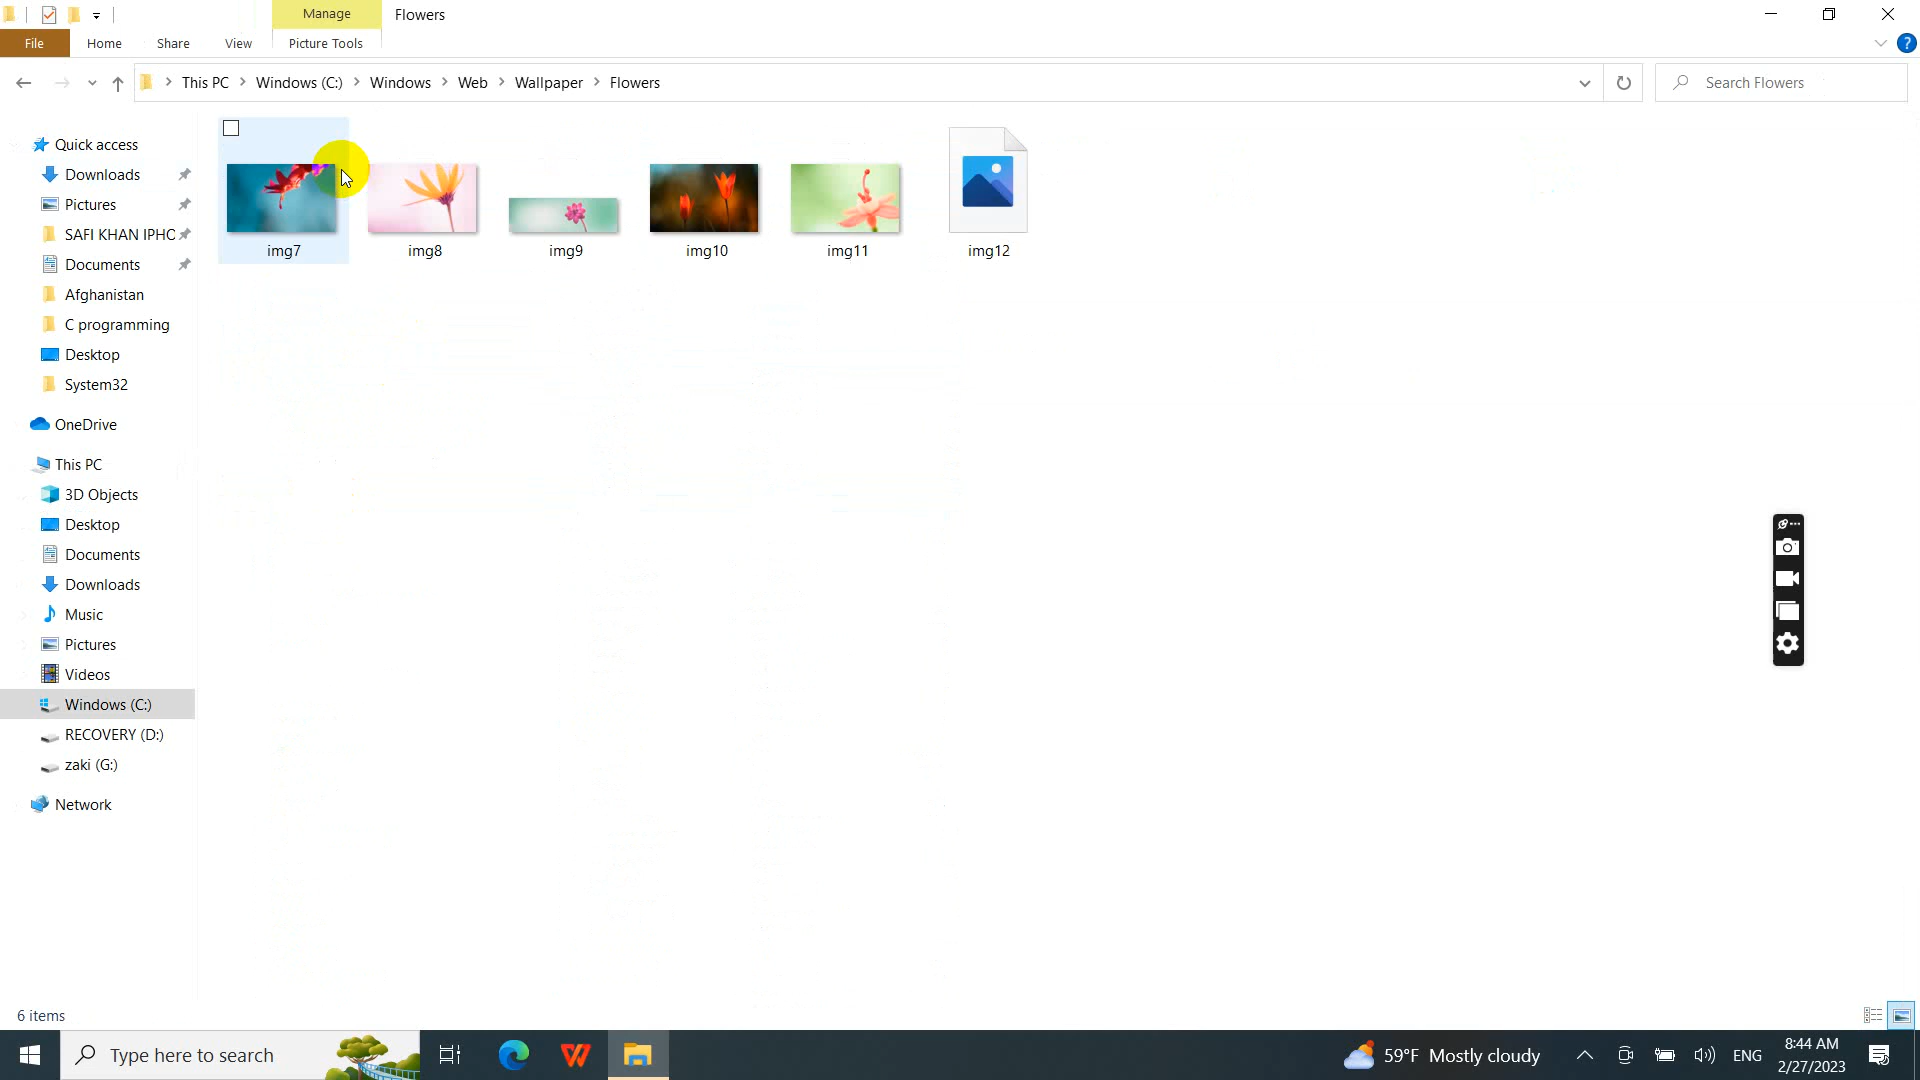 Manage
Flowers
File
Home
Share
View
Picture Tools
?
This PC
Windows (C:)
Windows
Web
Wallpaper
Flowers
Search Flowers
Quick access
Downloads
Pictures
SAFI KHAN IPHC
Documents
Afghanistan
C programming
Desktop
System32
OneDrive
This PC
3D Objects
Desktop
Documents
Downloads
Music
Pictures
Videos
Windows (C:)
RECOVERY (D:)
zaki (G:)
Network
img7
img8
img9
img10
img11
img12
6 items
Type here to search
59°F Mostly cloudy
ENG
8:44 AM
2/27/2023